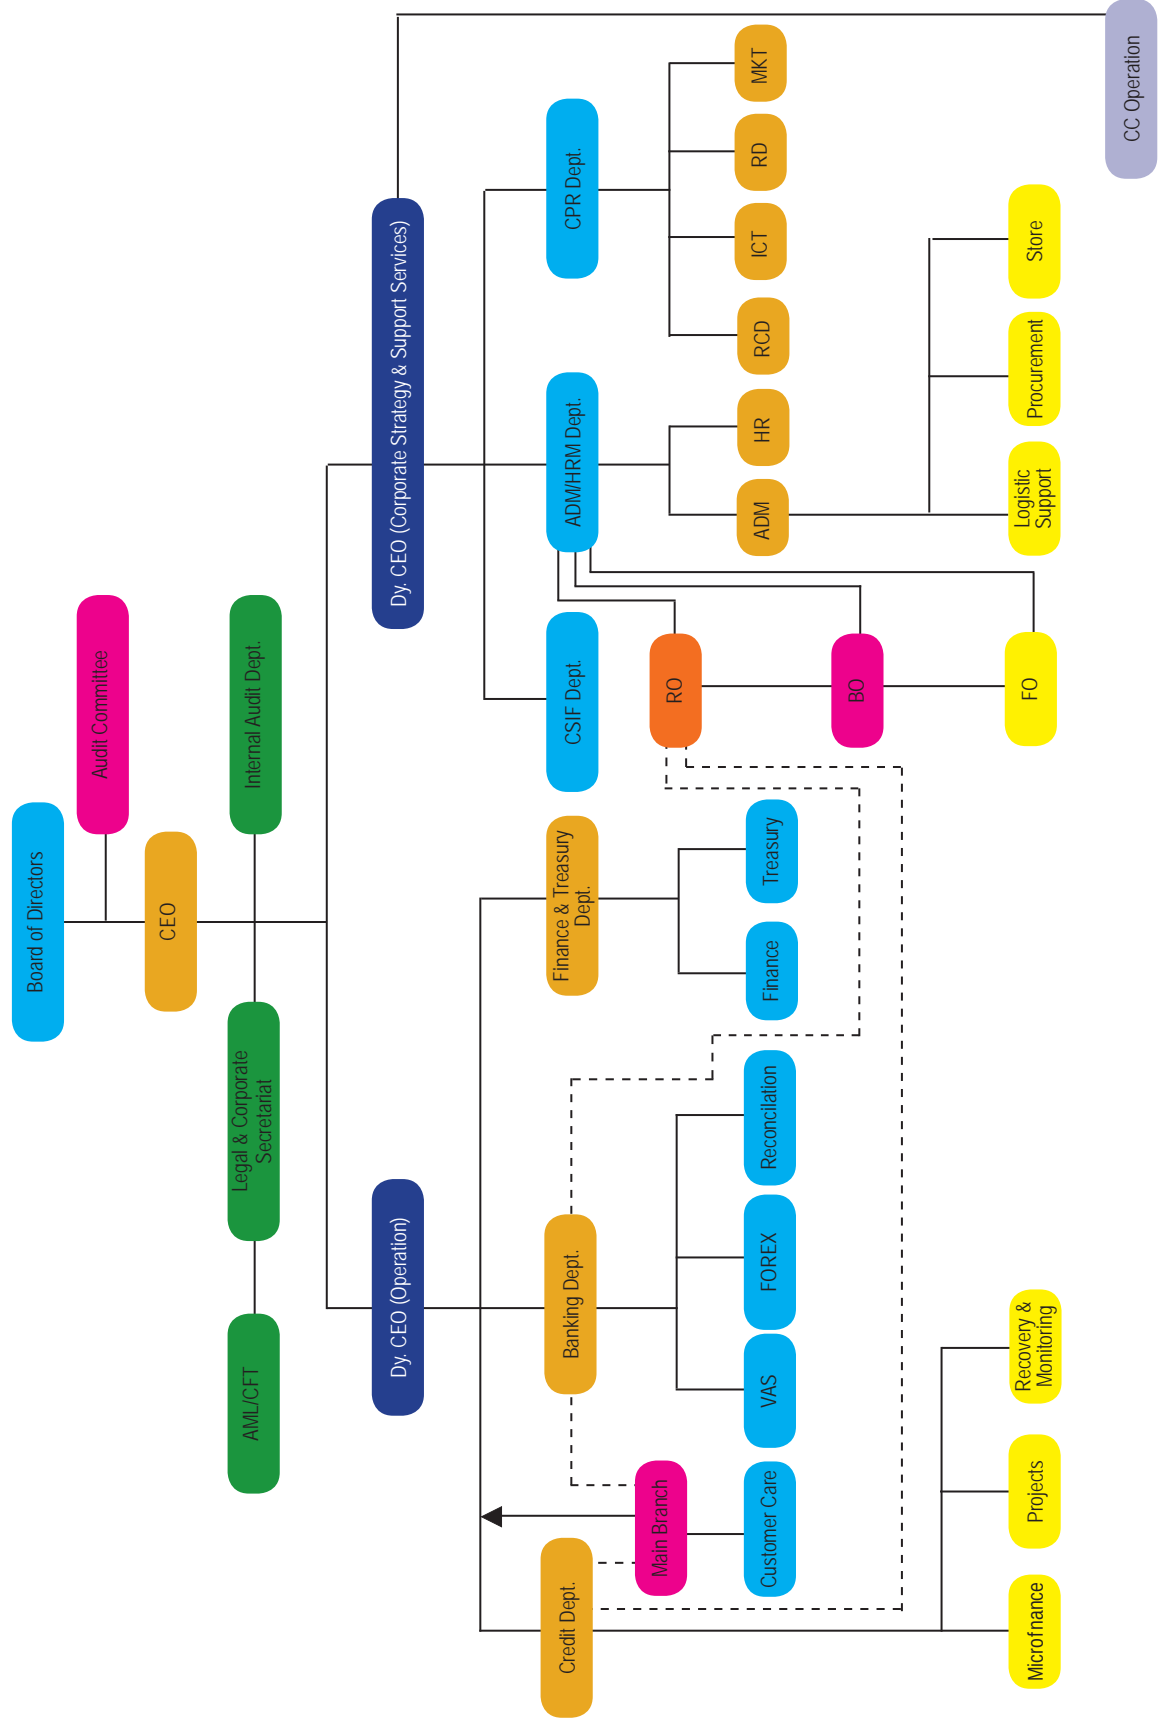 Board of Directors
Audit Committee
CEO
AML/CFT
Legal & Corporate
Secretariat
Internal Audit Dept.
Dy. CEO (Operation)
Dy. CEO (Corporate Strategy & Support Services)
Credit Dept.
Banking Dept.
Finance & Treasury
Dept.
CSIF Dept.
ADM/HRM Dept.
CPR Dept.
Main Branch
RO
Customer Care
VAS
FOREX
Reconcilation
Finance
Treasury
ADM
HR
RCD
ICT
RD
MKT
BO
Microfnance
Projects
Recovery &
Monitoring
FO
Logistic
Support
Procurement
Store
CC Operation